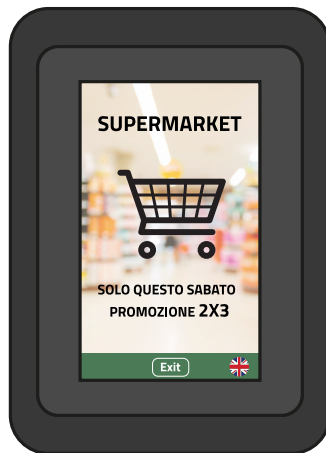 SUPERMARKET
SOLO QUESTO SABATO
PROMOZIONE 2X3
Exit